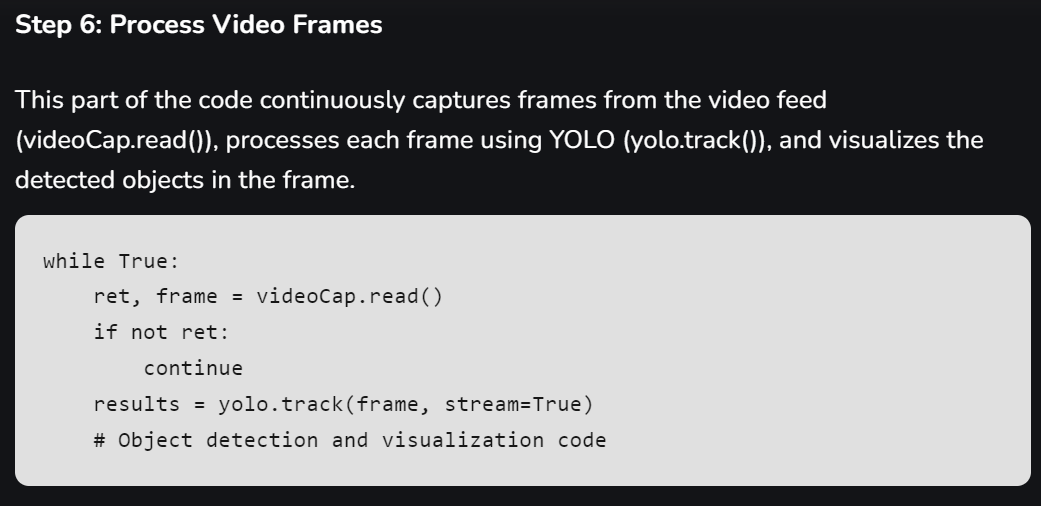 Step 6: Process Video Frames
This part of the code continuously captures frames from the video feed
(videoCap.read()), processes each frame using YOLO (yolo.track()), and visualizes the
detected objects in the frame.
while True:
    ret, frame = videoCap.read()
    if not ret:
        continue
    results = yolo.track(frame, stream=True)
    # Object detection and visualization code